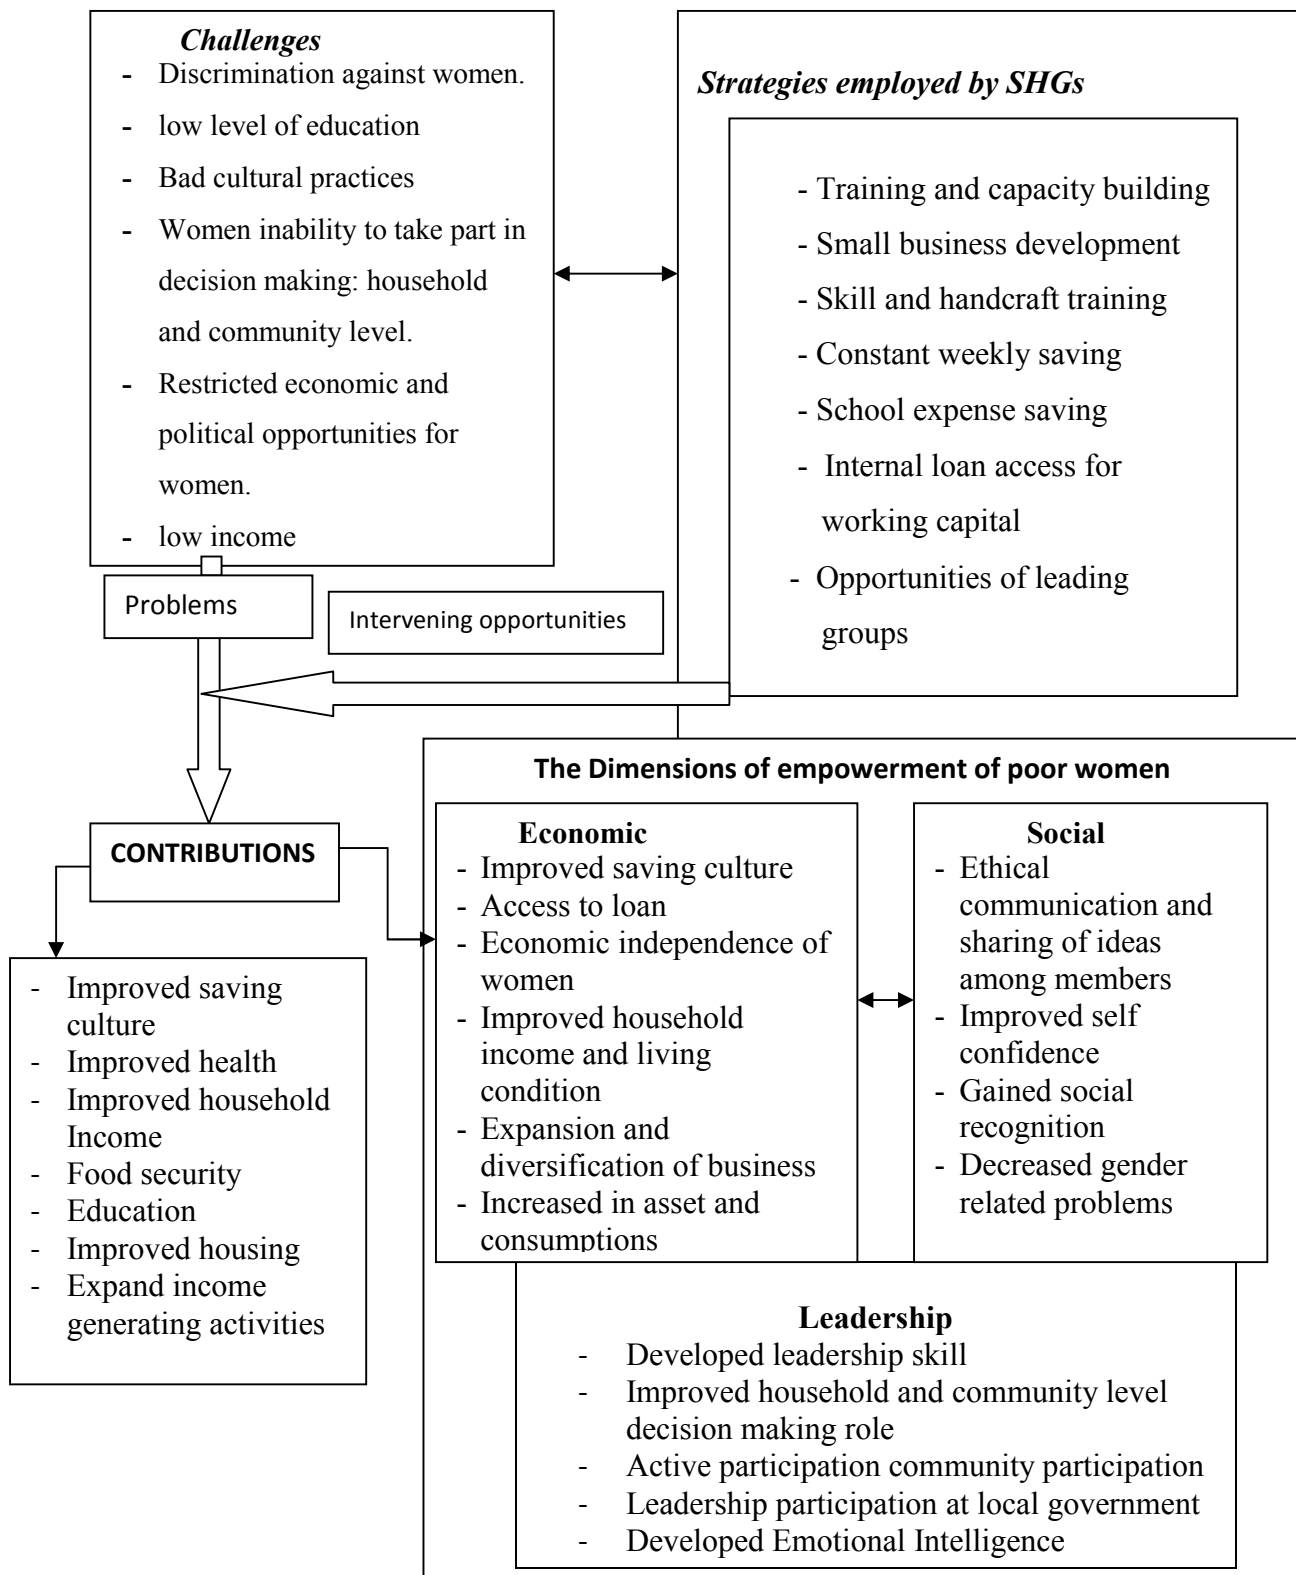 Challenges
- Discrimination against women.
- low level of education
- Bad cultural practices
- Women inability to take part in
decision making: household
and community level.
- Restricted economic and
political opportunities for
women.
- low income
Strategies employed by SHGs
- Training and capacity building
- Small business development
- Skill and handcraft training
- Constant weekly saving
- School expense saving
- Internal loan access for
working capital
- Opportunities of leading
groups
Problems
Intervening opportunities
CONTRIBUTIONS
- Improved saving
culture
- Improved health
- Improved household
Income
- Food security
- Education
- Improved housing
- Expand income
generating activities
The Dimensions of empowerment of poor women
Economic
- Improved saving culture
- Access to loan
- Economic independence of
women
- Improved household
income and living
condition
- Expansion and
diversification of business
- Increased in asset and
consumptions
Social
- Ethical
communication and
sharing of ideas
among members
- Improved self
confidence
- Gained social
recognition
- Decreased gender
related problems
Leadership
- Developed leadership skill
- Improved household and community level
decision making role
- Active participation community participation
- Leadership participation at local government
- Developed Emotional Intelligence